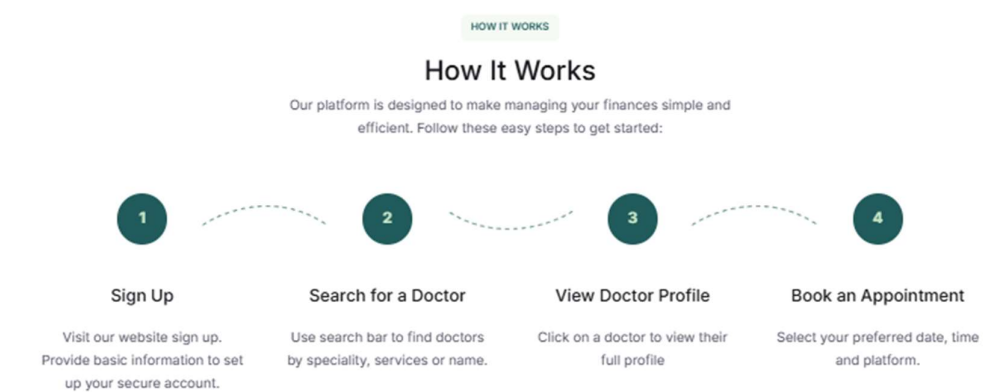 HOW IT WORKS
How It Works
Our platform is designed to make managing your finances simple and
efficient. Follow these easy steps to get started:
1
2
3
4
Sign Up
Search for a Doctor
View Doctor Profile
Book an Appointment
Visit our website sign up.
Provide basic information to set
up your secure account.
Use search bar to find doctors
by speciality, services or name.
Click on a doctor to view their
full profile
Select your preferred date, time
and platform.